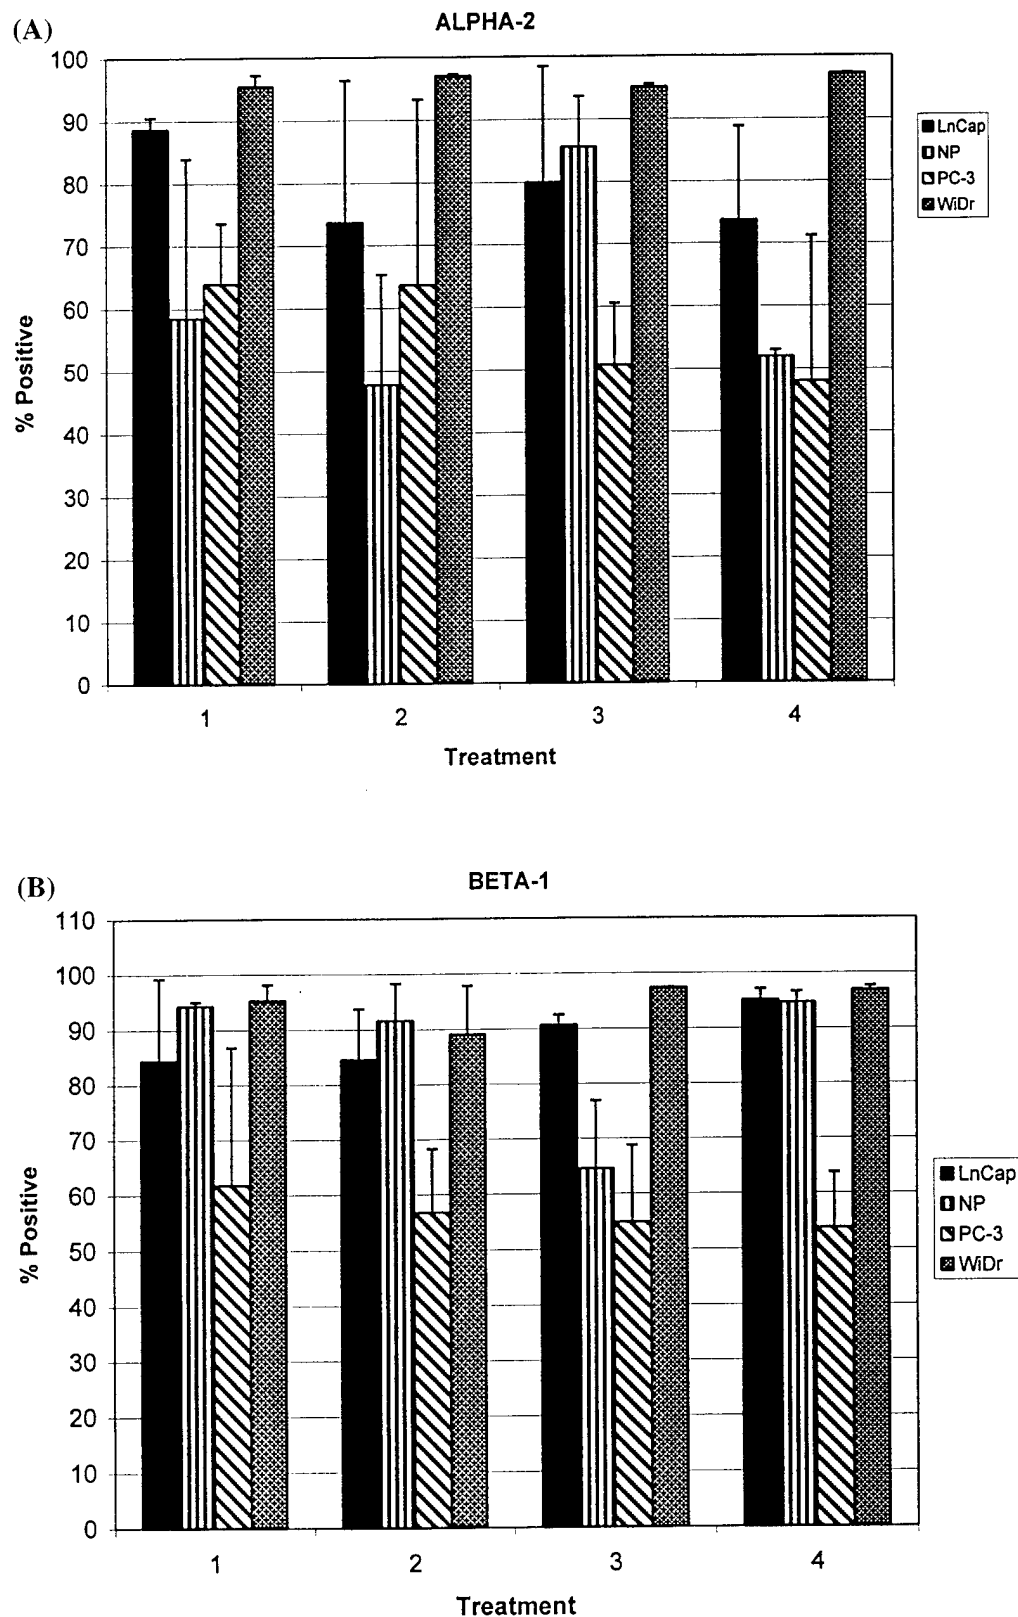 (A)
ALPHA-2
100
90
80
70
60
50
40
30
20
10
0
% Positive
LnCap
NP
PC-3
WiDr
1 2 3 4
Treatment
(B)
BETA-1
110
100
90
80
70
60
50
40
30
20
10
0
% Positive
LnCap
NP
PC-3
WiDr
1 2 3 4
Treatment